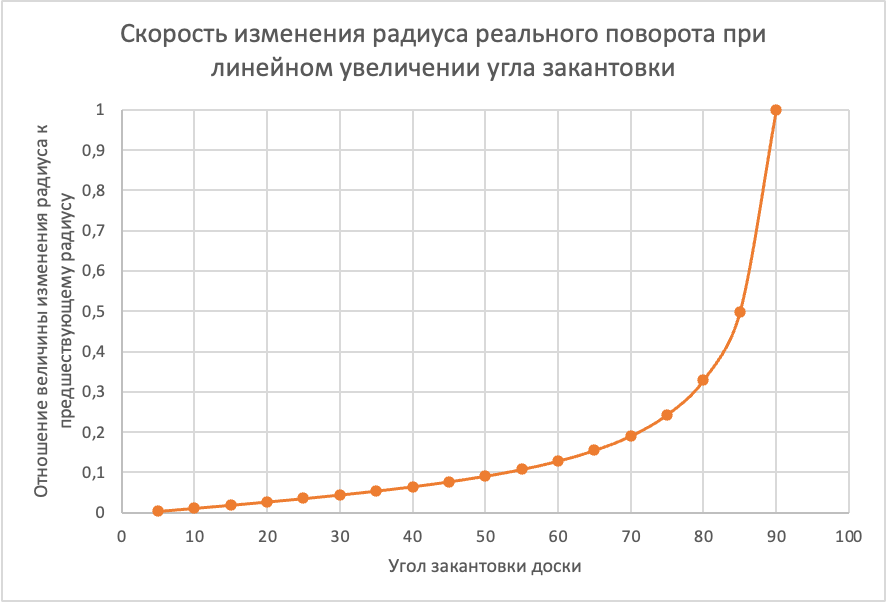 Скорость изменения радиуса реального поворота при
линейном увеличении угла закантовки
Отношение величины изменения радиуса к
предшествующему радиусу
1
0,9
0,8
0,7
0,6
0,5
0,4
0,3
0,2
0,1
0
0 10 20 30 40 50 60 70 80 90 100
Угол закантовки доски